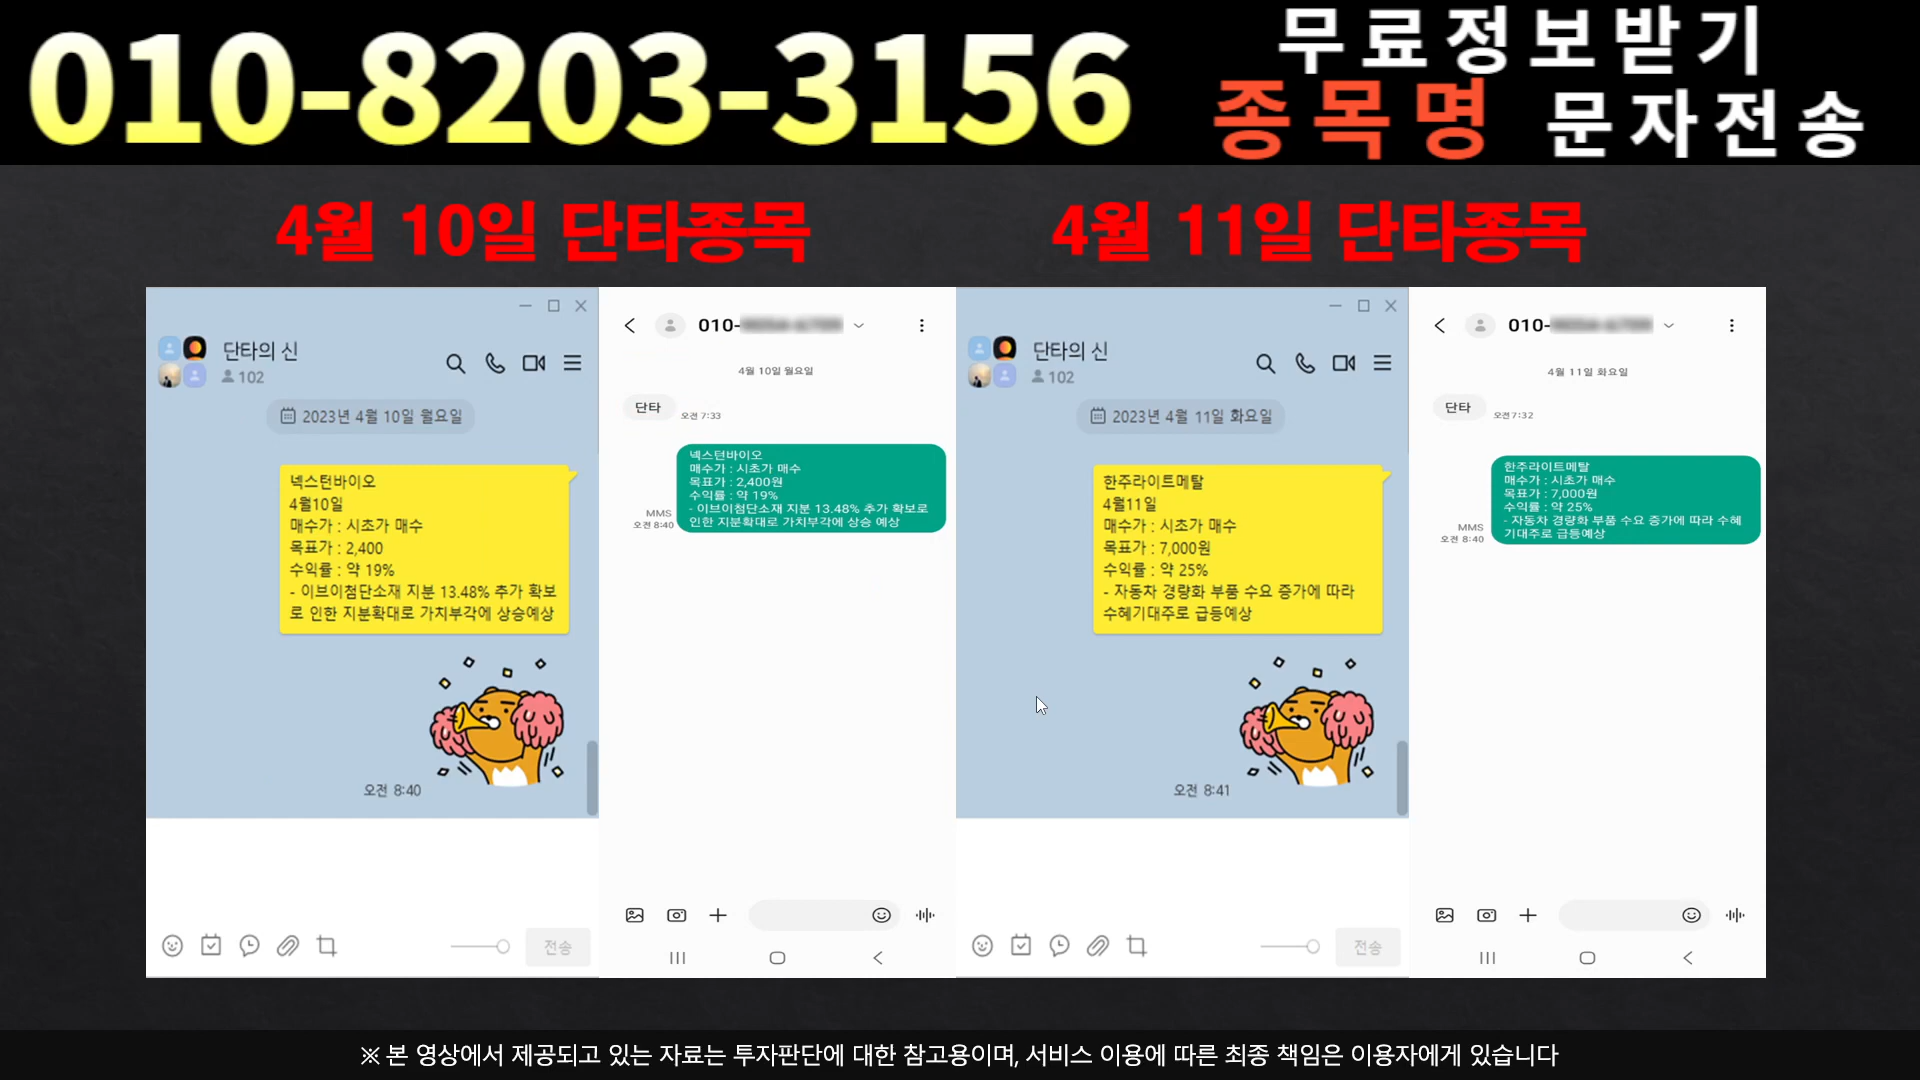 010-8203-3156
무료정보받기
종목명 문자전송
4월 10일 단타종목
4월 11일 단타종목
단타의 신
102
2023년 4월 10일 월요일
넥스턴바이오
4월10일
매수가 : 시초가 매수
목표가 : 2,400
수익률 : 약 19%
- 이브이첨단소재 지분 13.48% 추가 확보
로 인한 지분확대로 가치부각에 상승예상
오전 8:40
전송
010-
4월 10일 월요일
단타
오전 7:33
넥스턴바이오
매수가 : 시초가 매수
목표가 : 2,400원
수익률 : 약 19%
- 이브이첨단소재 지분 13.48% 추가 확보로
인한 지분확대로 가치부각에 상승 예상
MMS
오전 8:40
단타의 신
102
2023년 4월 11일 화요일
한주라이트메탈
4월11일
매수가 : 시초가 매수
목표가 : 7,000원
수익률 : 약 25%
- 자동차 경량화 부품 수요 증가에 따라
수혜기대주로 급등예상
오전 8:41
전송
010-
4월 11일 화요일
단타
오전 7:32
한주라이트메탈
매수가 : 시초가 매수
목표가 : 7,000원
수익률 : 약 25%
- 자동차 경량화 부품 수요 증가에 따라 수혜
기대주로 급등예상
MMS
오전 8:40
※ 본 영상에서 제공되고 있는 자료는 투자판단에 대한 참고용이며, 서비스 이용에 따른 최종 책임은 이용자에게 있습니다